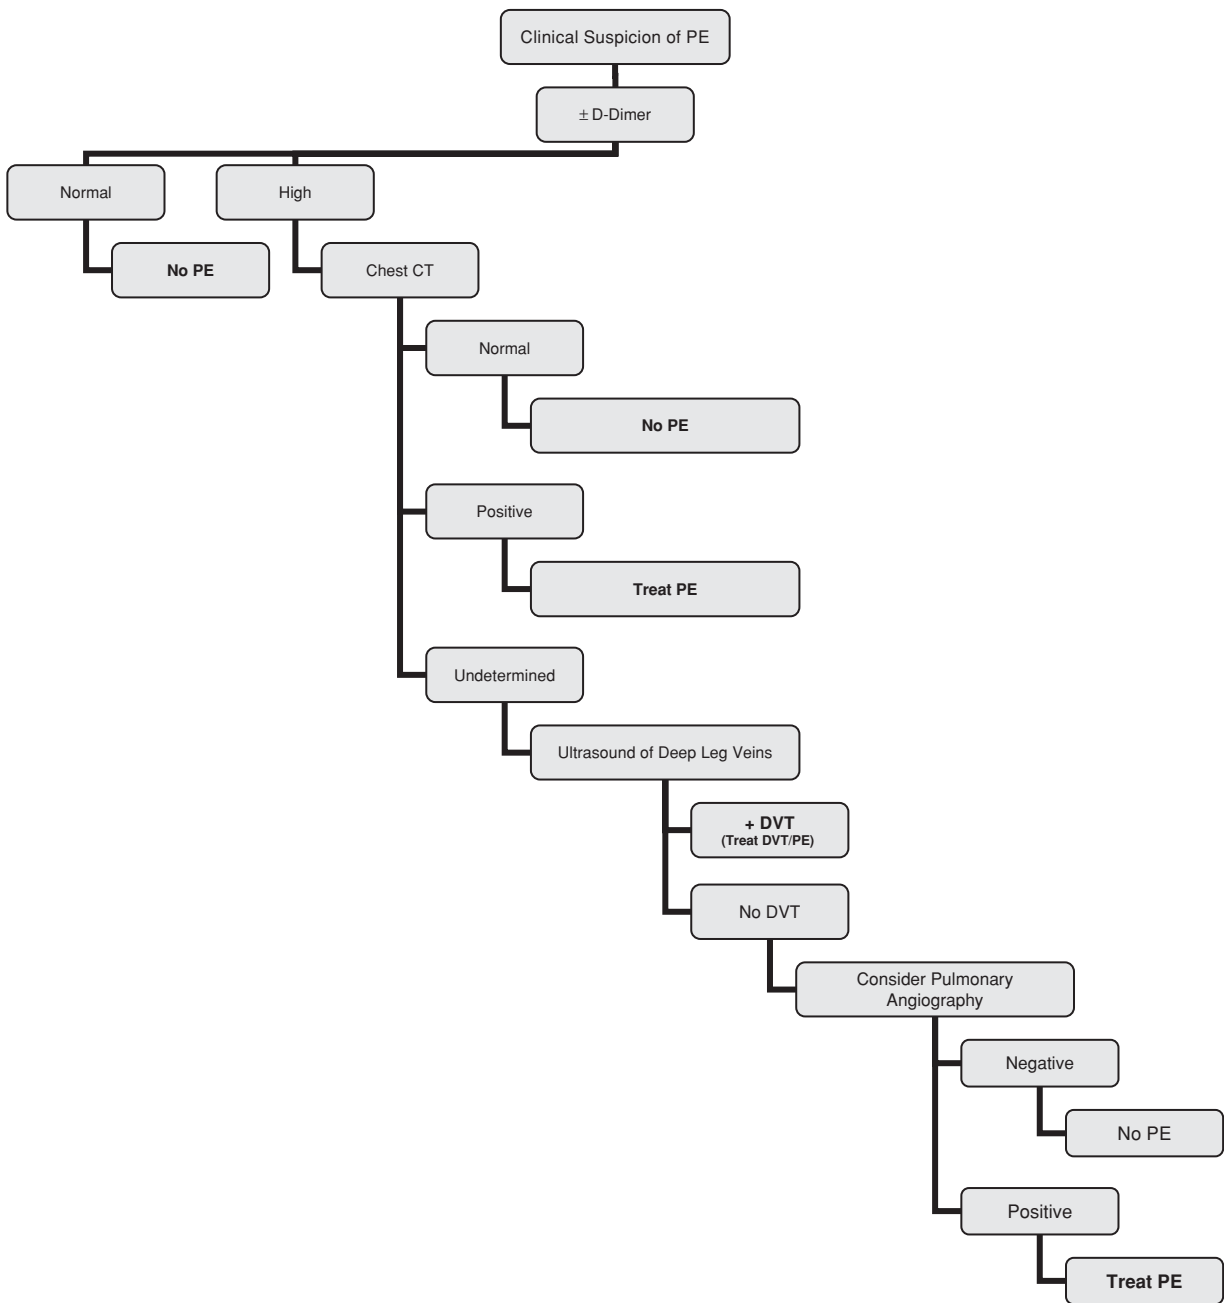 Clinical Suspicion of PE
± D-Dimer
Normal
High
No PE
Chest CT
Normal
No PE
Positive
Treat PE
Undetermined
Ultrasound of Deep Leg Veins
+ DVT
(Treat DVT/PE)
No DVT
Consider Pulmonary
Angiography
Negative
No PE
Positive
Treat PE